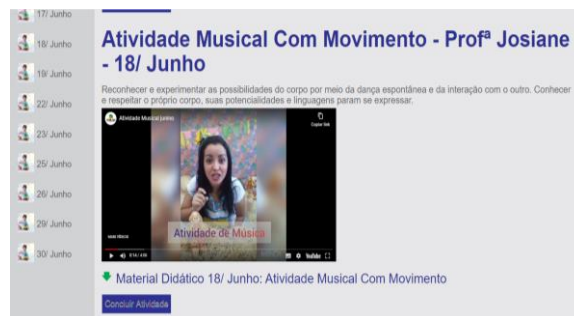 17/ Junho
18/ Junho
19/ Junho
22/ Junho
23/ Junho
25/ Junho
26/ Junho
29/ Junho
30/ Junho
Atividade Musical Com Movimento - Profª Josiane
- 18/ Junho
Reconhecer e experimentar as possibilidades do corpo por meio da dança espontânea e da interação com o outro. Conhecer
e respeitar o próprio corpo, suas potencialidades e linguagens param se expressar.
Atividade Musical junho
Copiar link
Atividade de Música
MAIS VÍDEOS
YouTube
Material Didático 18/ Junho: Atividade Musical Com Movimento
Concluir Atividade